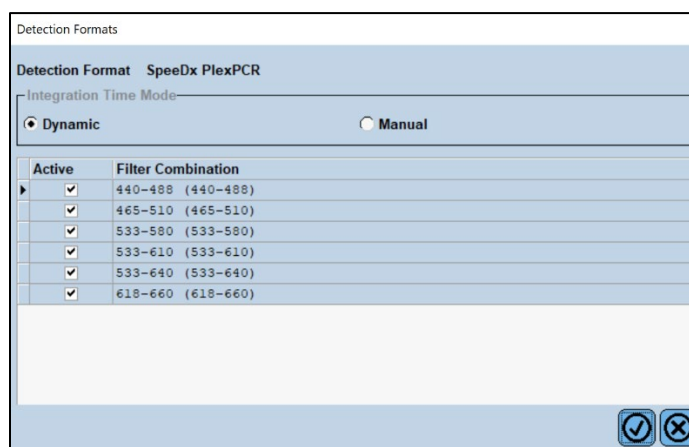 Detection Formats
Detection Format SpeeDx PlexPCR
Integration Time Mode
Dynamic Manual
Active Filter Combination
440-488 (440-488)
465-510 (465-510)
533-580 (533-580)
533-610 (533-610)
533-640 (533-640)
618-660 (618-660)